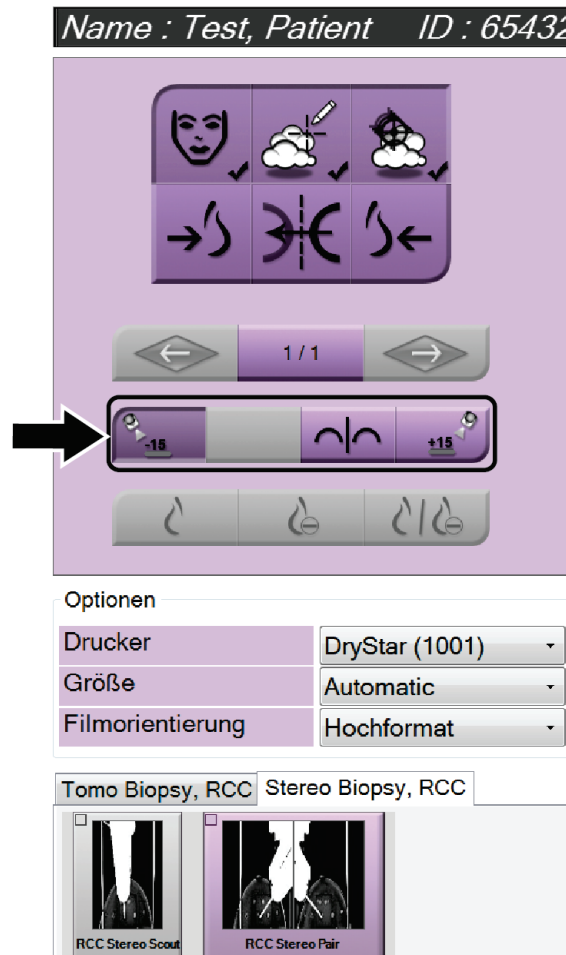 Name : Test, Patient ID : 65432
1 / 1
-15 +15
Optionen
Drucker DryStar (1001)
Größe Automatic
Filmorientierung Hochformat
Tomo Biopsy, RCC Stereo Biopsy, RCC
RCC Stereo Scout RCC Stereo Pair